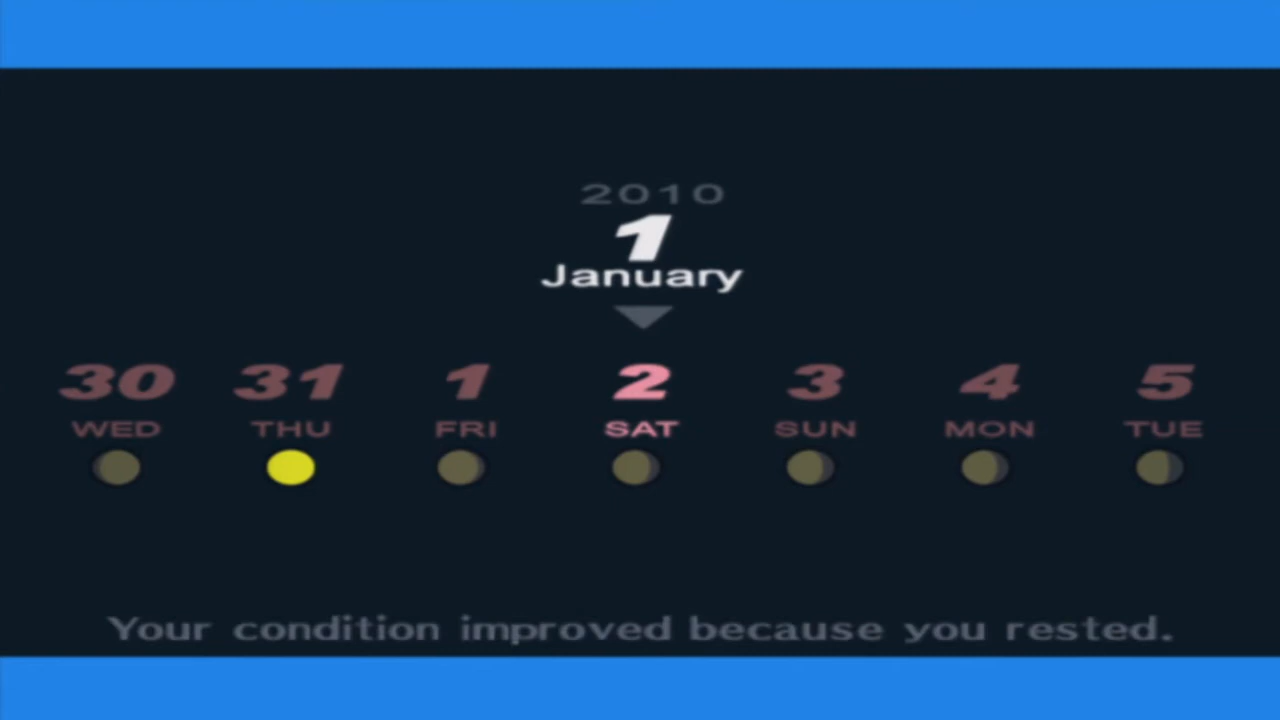 2010
1
January
30 31 1 2 3 4 5
WED THU FRI SAT SUN MON TUE
Your condition improved because you rested.